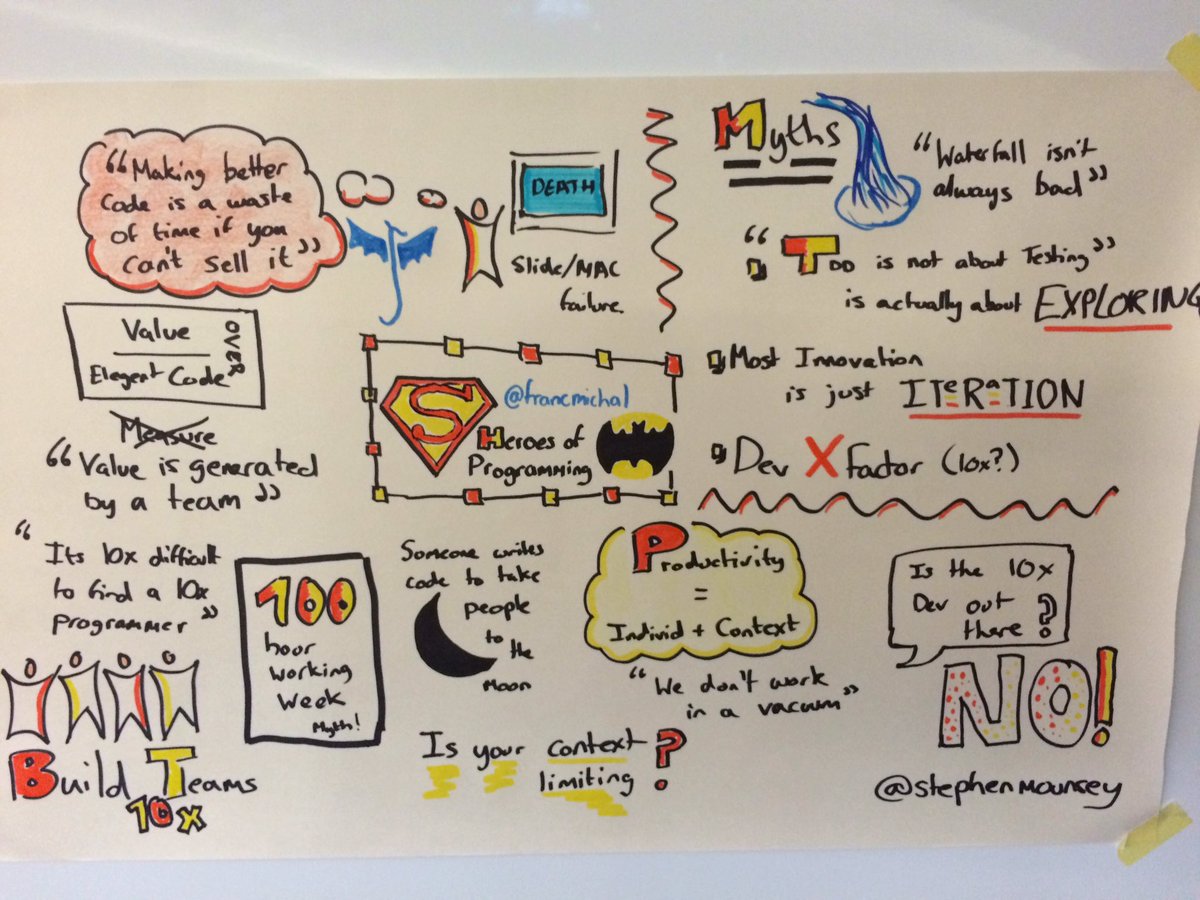 "Making better
Code is a waste
of time if you
can't sell it"
DEATH
Slide/MAC
failure.
Value
OVER
Elegent Code
Measure
"Value is generated
by a team"
"Its 10x difficult
to find a 10x
programmer"
Build Teams
10x
100
hour
working
week
Myth!
S
@francmichal
Heroes of
Programming
Someone writes
code to take
people
to
the
moon
Productivity
=
Individ + Context
"We don't work
in a vacuum"
Is your context
limiting ?
Myths
"Waterfall isn't
always bad"
"TDD is not about Testing"
is actually about EXPLORING
Most Innovation
is just ITeRaTION
Dev X Factor (10x?)
Is the 10x
Dev out
there?
NO!
@stephenmounsey